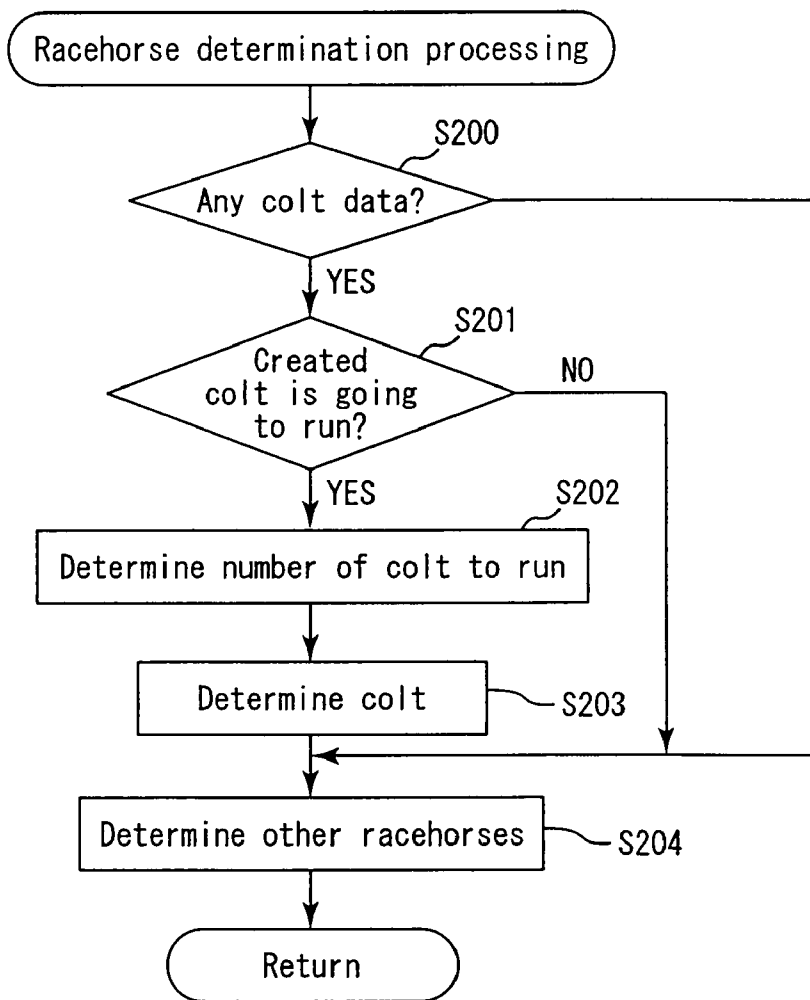 Racehorse determination processing
S200
Any colt data?
YES
S201
Created
colt is going
to run?
NO
YES
S202
Determine number of colt to run
Determine colt
S203
Determine other racehorses
S204
Return